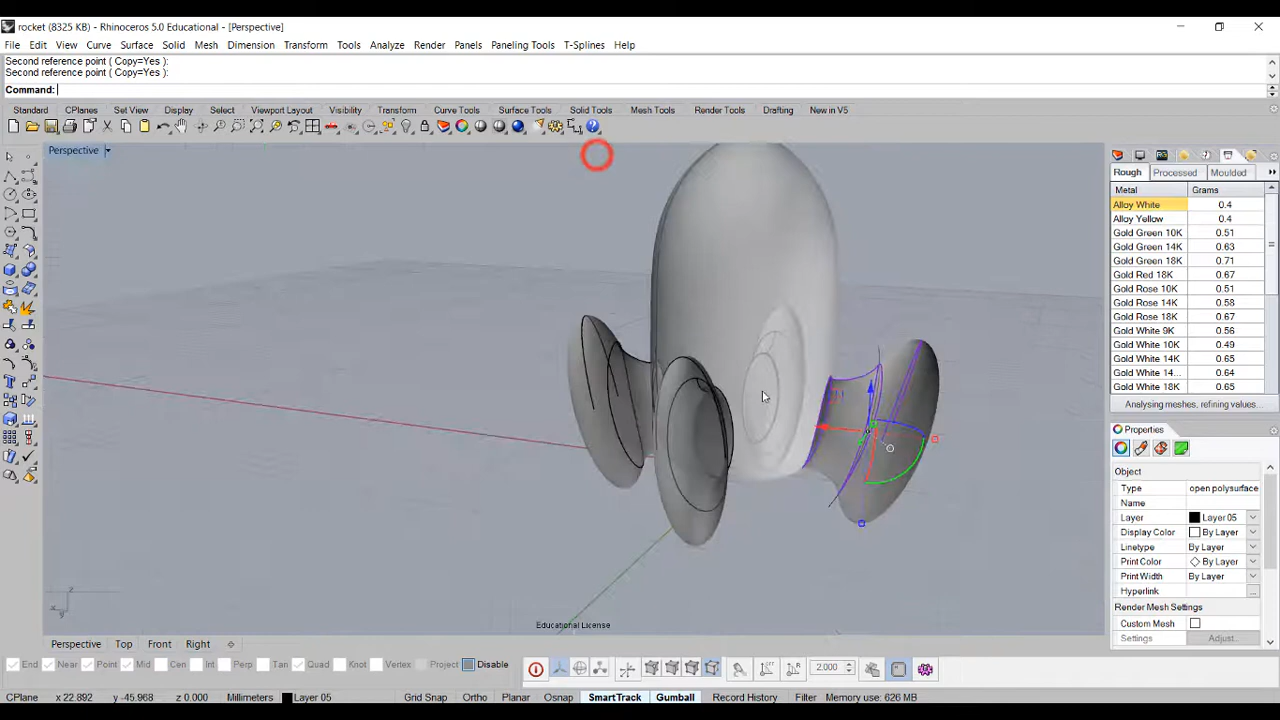 rocket (8325 KB) - Rhinoceros 5.0 Educational - [Perspective]
File Edit View Curve Surface Solid Mesh Dimension Transform Tools Analyze Render Panels Paneling Tools T-Splines Help
Second reference point ( Copy=Yes ):
Second reference point ( Copy=Yes ):
Command:
Standard CPlanes Set View Display Select Viewport Layout Visibility Transform Curve Tools Surface Tools Solid Tools Mesh Tools Render Tools Drafting New in V5
Perspective
Rough Processed Moulded
Metal Grams
Alloy White 0.4
Alloy Yellow 0.4
Gold Green 10K 0.51
Gold Green 14K 0.63
Gold Green 18K 0.71
Gold Red 18K 0.67
Gold Rose 10K 0.51
Gold Rose 14K 0.58
Gold Rose 18K 0.67
Gold White 9K 0.56
Gold White 10K 0.49
Gold White 14K 0.65
Gold White 14... 0.64
Gold White 18K 0.65
Analysing meshes, refining values...
Properties
Object
Type open polysurface
Name
Layer Layer 05
Display Color By Layer
Linetype By Layer
Print Color By Layer
Print Width By Layer
Hyperlink ...
Render Mesh Settings
Custom Mesh
Settings Adjust...
z
Educational License
Perspective Top Front Right
End Near Point Mid Cen Int Perp Tan Quad Knot Vertex Project Disable
2.000
CPlane x 22.892 y -45.968 z 0.000 Millimeters Layer 05 Grid Snap Ortho Planar Osnap SmartTrack Gumball Record History Filter Memory use: 626 MB